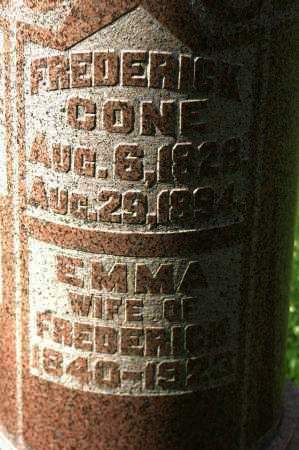 FREDERICK
CONE
AUG. 6, 1828.
AUG. 29, 1894.
EMMA
WIFE OF
FREDERICK
1840-1923